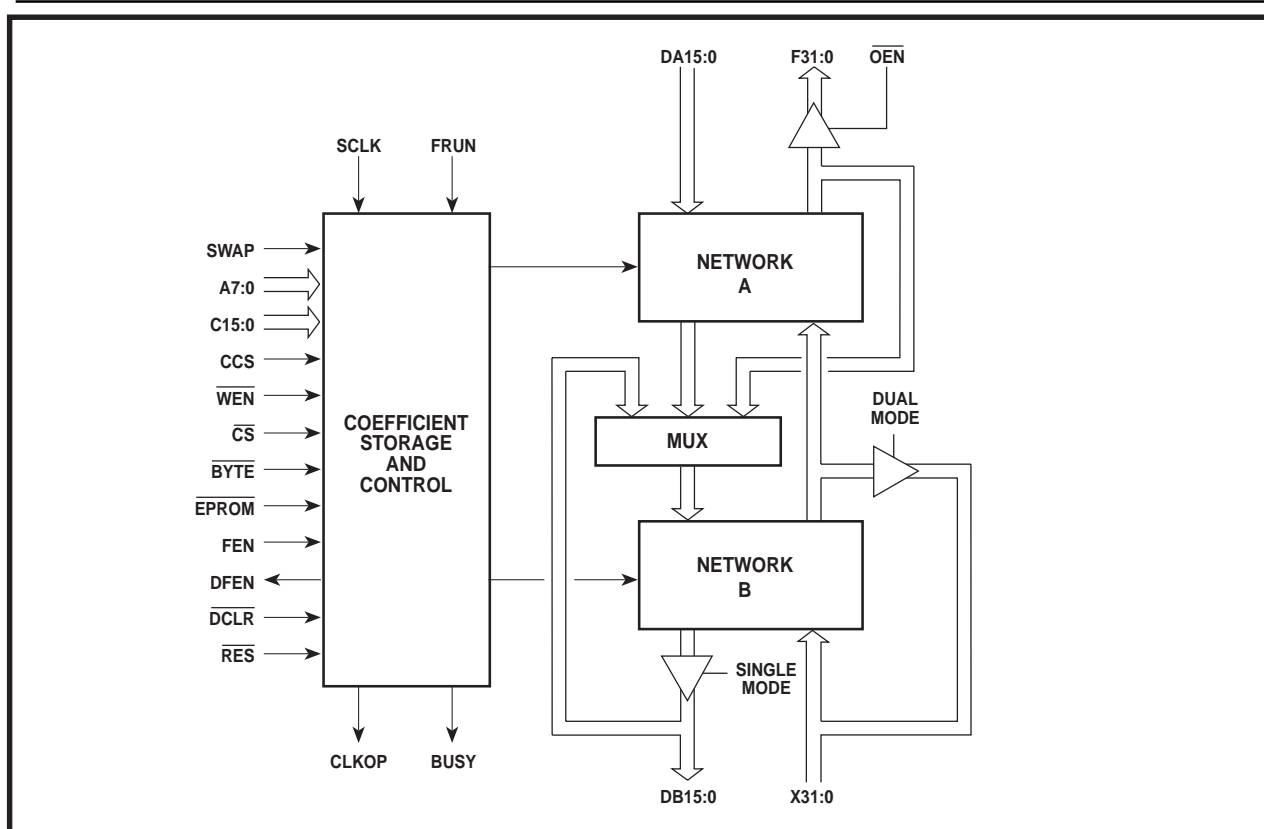 DA15:0
F31:0
OEN
SCLK
FRUN
SWAP
A7:0
C15:0
CCS
WEN
CS
BYTE
EPROM
FEN
DFEN
DCLR
RES
COEFFICIENT
STORAGE
AND
CONTROL
CLKOP
BUSY
NETWORK
A
MUX
DUAL
MODE
NETWORK
B
SINGLE
MODE
DB15:0
X31:0